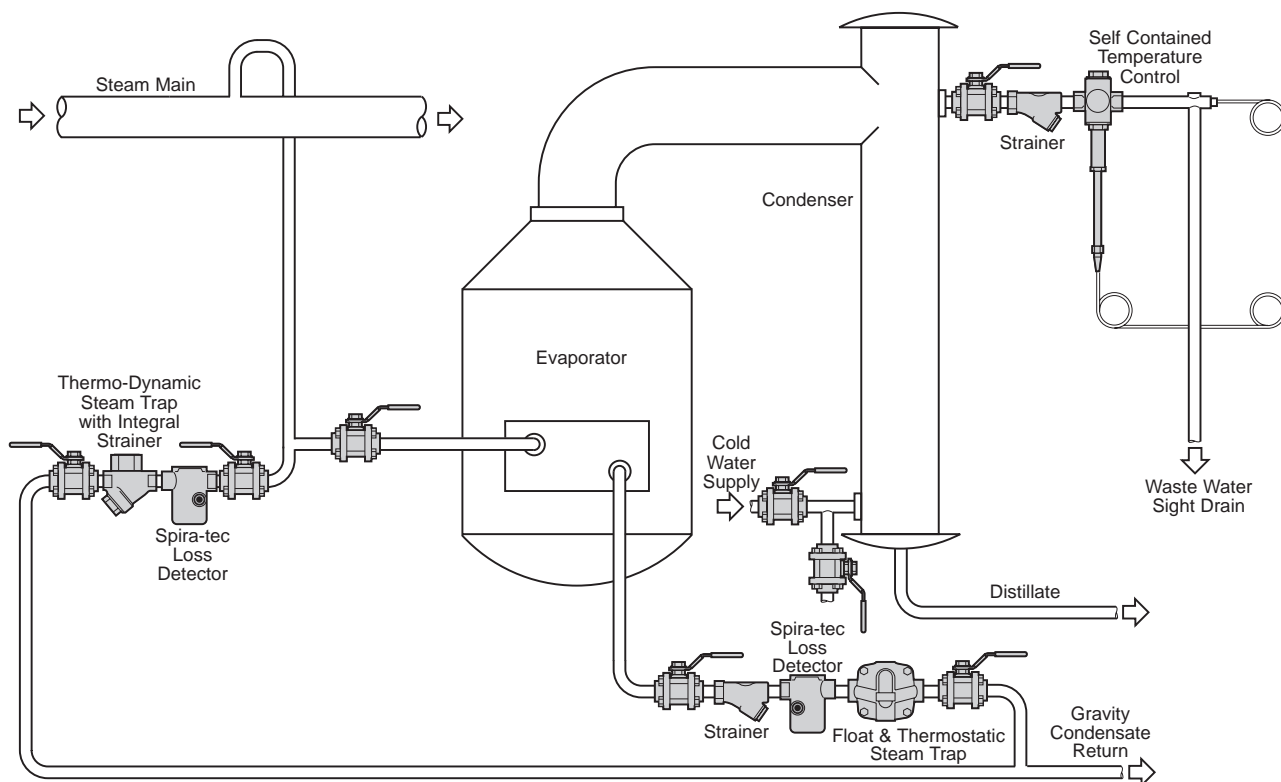 Steam Main
Self Contained
Temperature
Control
Strainer
Condenser
Evaporator
Thermo-Dynamic
Steam Trap
with Integral
Strainer
Cold
Water
Supply
Waste Water
Sight Drain
Spira-tec
Loss
Detector
Distillate
Spira-tec
Loss
Detector
Strainer
Float & Thermostatic
Steam Trap
Gravity
Condensate
Return